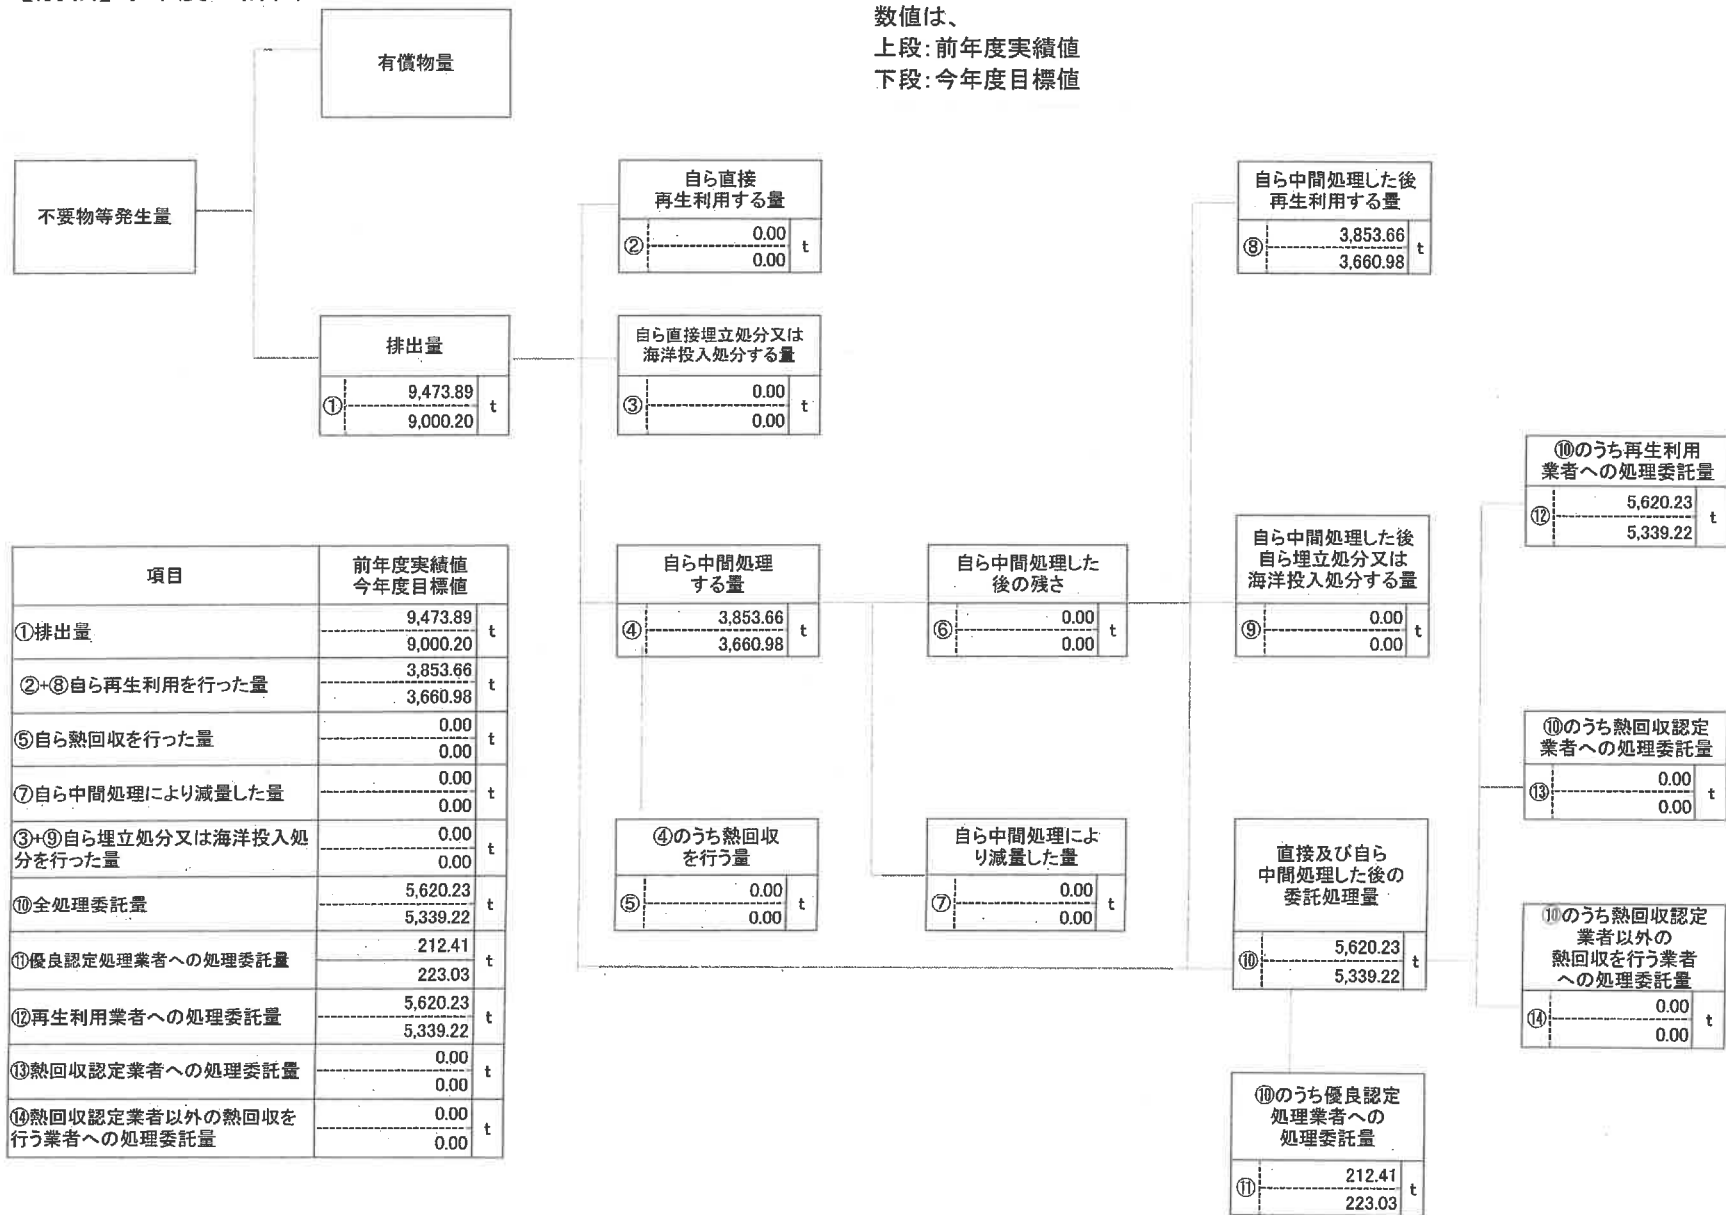 数値は、
上段:前年度実績値
下段:今年度目標値
有償物量
不要物等発生量
排出量
① 9,473.89 t
9,000.20
自ら直接
再生利用する量
② 0.00 t
0.00
自ら直接埋立処分又は
海洋投入処分する量
③ 0.00 t
0.00
自ら中間処理
する量
④ 3,853.66 t
3,660.98
④のうち熱回収
を行う量
⑤ 0.00 t
0.00
自ら中間処理した
後の残さ
⑥ 0.00 t
0.00
自ら中間処理によ
り減量した量
⑦ 0.00 t
0.00
自ら中間処理した後
再生利用する量
⑧ 3,853.66 t
3,660.98
自ら中間処理した後
自ら埋立処分又は
海洋投入処分する量
⑨ 0.00 t
0.00
直接及び自ら
中間処理した後の
委託処理量
⑩ 5,620.23 t
5,339.22
⑩のうち優良認定
処理業者への
処理委託量
⑪ 212.41 t
223.03
⑩のうち再生利用
業者への処理委託量
⑫ 5,620.23 t
5,339.22
⑩のうち熱回収認定
業者への処理委託量
⑬ 0.00 t
0.00
⑩のうち熱回収認定
業者以外の
熱回収を行う業者
への処理委託量
⑭ 0.00 t
0.00
項目 前年度実績値
今年度目標値
①排出量 9,473.89 t
9,000.20
②+⑧自ら再生利用を行った量 3,853.66 t
3,660.98
⑤自ら熱回収を行った量 0.00 t
0.00
⑦自ら中間処理により減量した量 0.00 t
0.00
③+⑨自ら埋立処分又は海洋投入処 0.00 t
分を行った量 0.00
⑩全処理委託量 5,620.23 t
5,339.22
⑪優良認定処理業者への処理委託量 212.41 t
223.03
⑫再生利用業者への処理委託量 5,620.23 t
5,339.22
⑬熱回収認定業者への処理委託量 0.00 t
0.00
⑭熱回収認定業者以外の熱回収を 0.00 t
行う業者への処理委託量 0.00